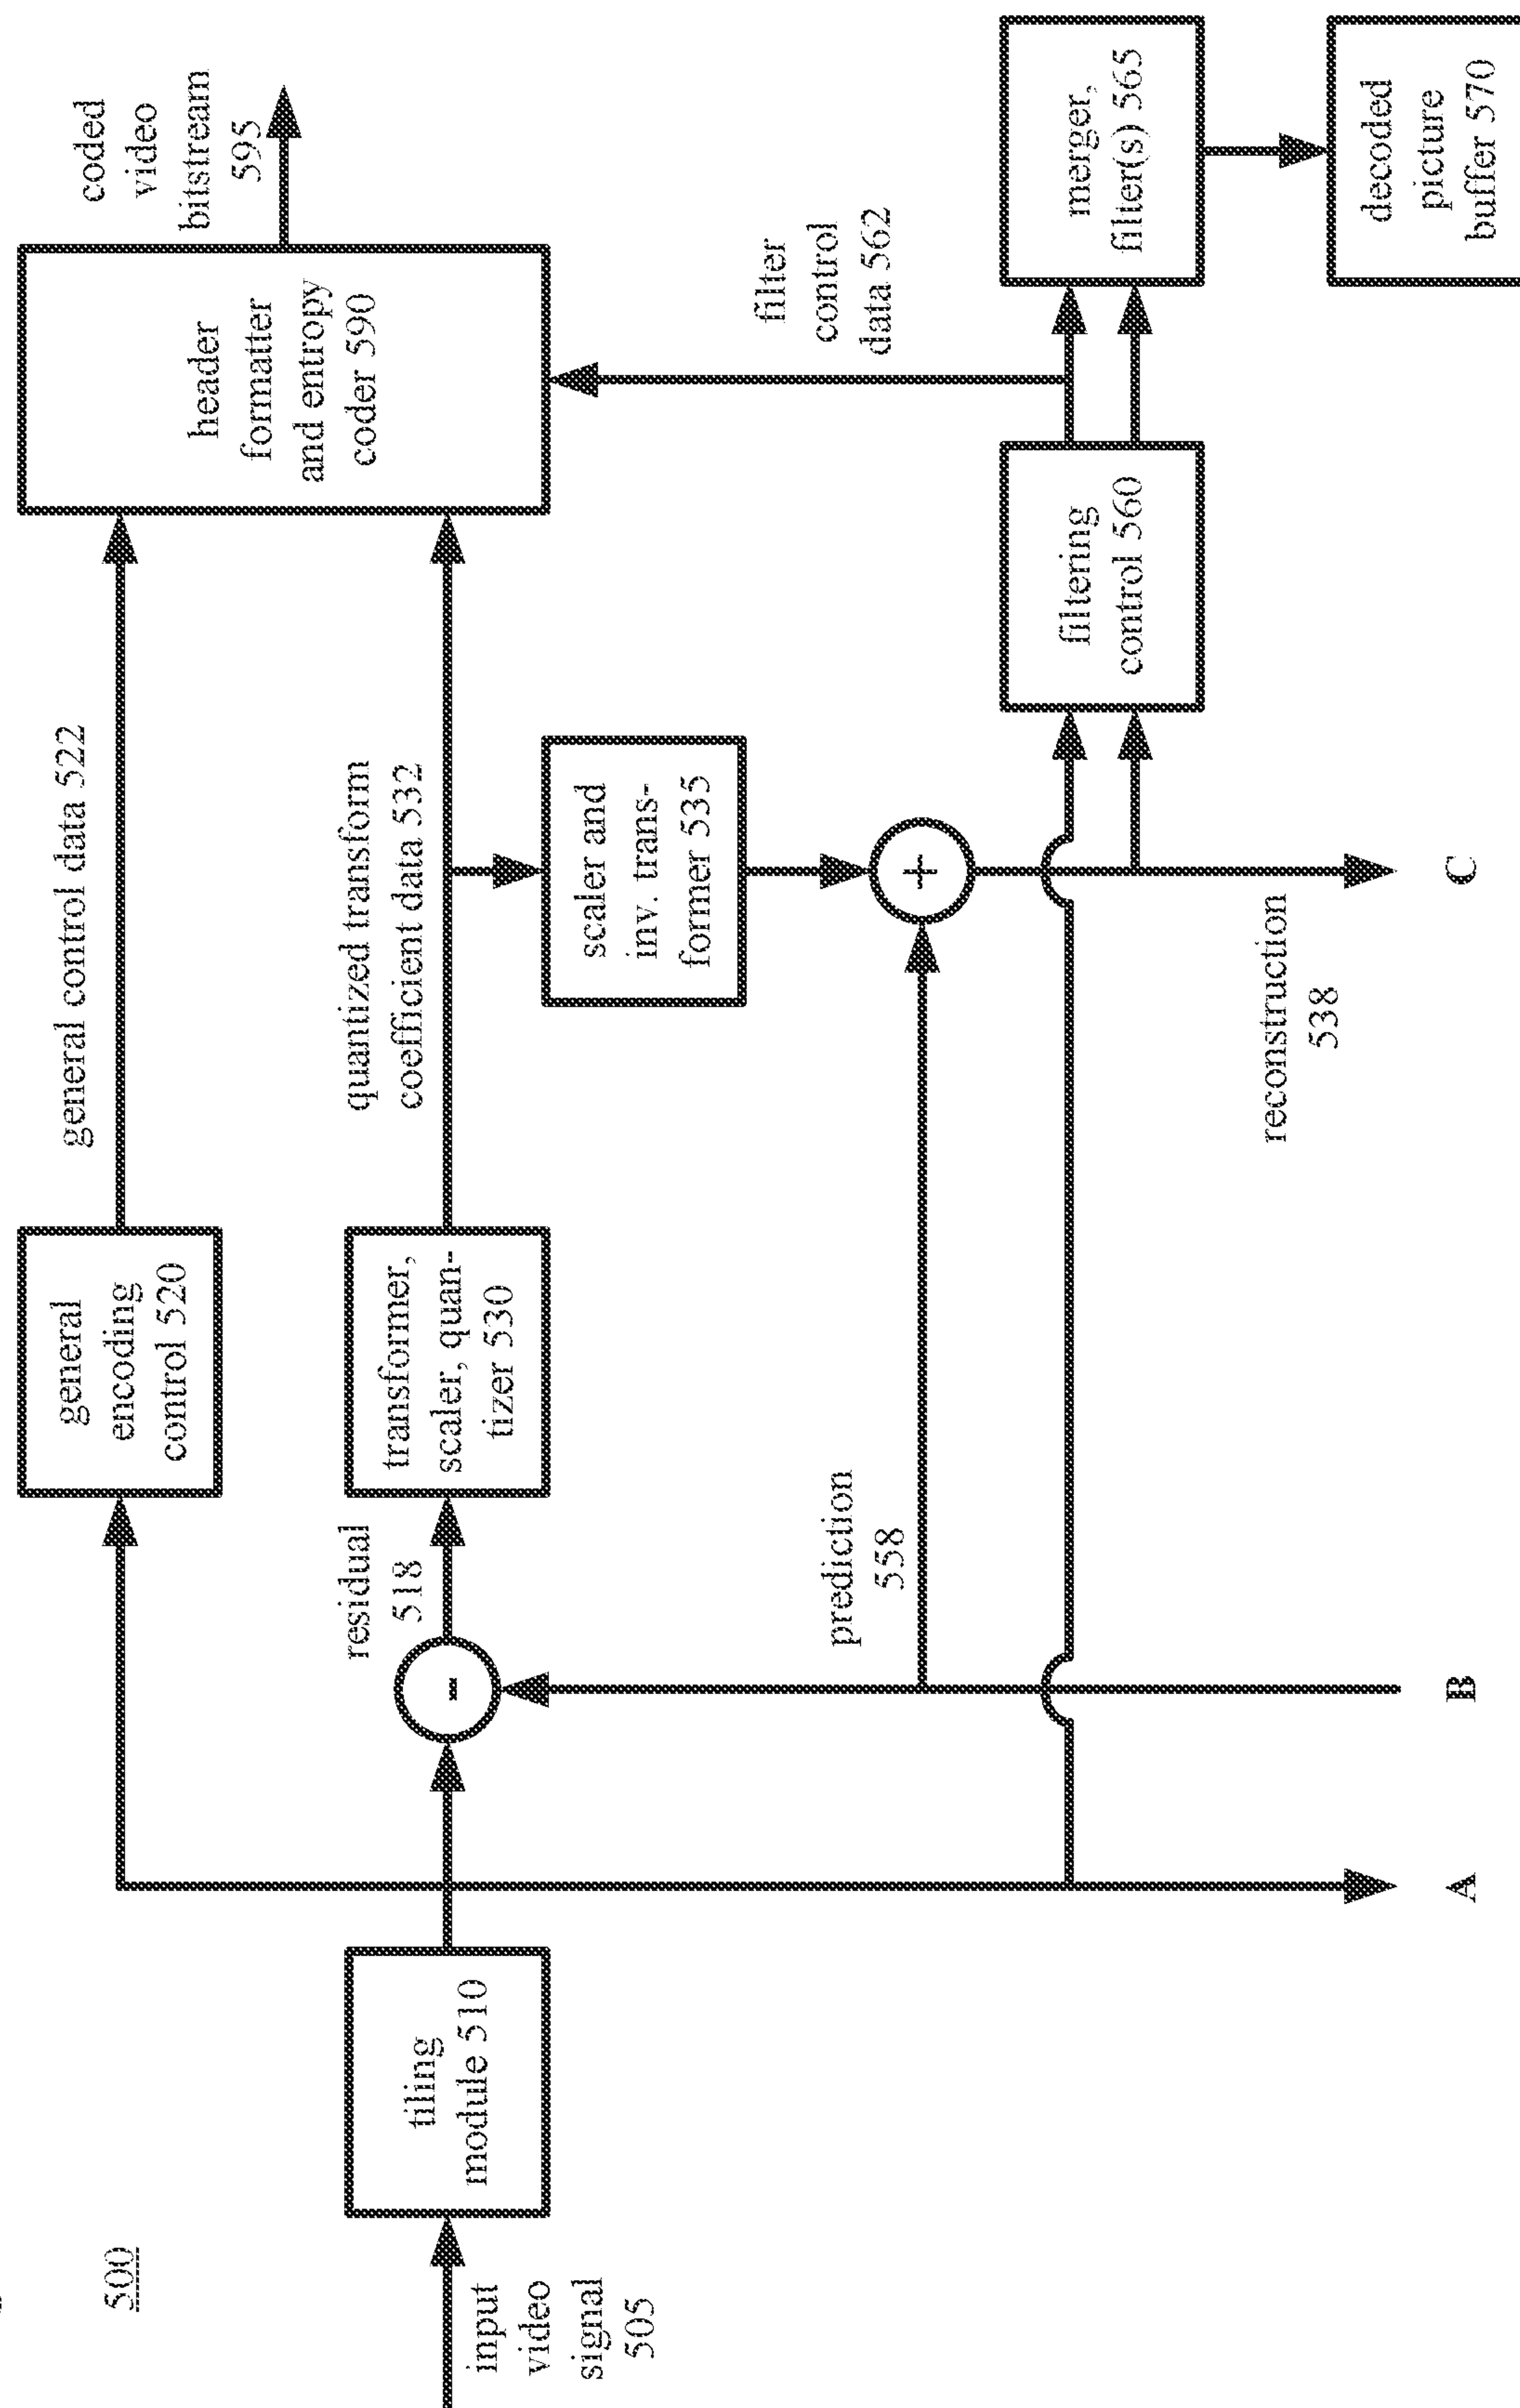 500
input
video
signal
505
tiling
module 510
general
encoding
control 520
general control data 522
residual
518
-
transformer,
scaler, quan-
tizer 530
quantized transform
coefficient data 532
header
formatter
and entropy
coder 590
coded
video
bitstream
595
scaler and
inv. trans-
former 535
prediction
558
+
filter
control
data 562
filtering
control 560
merger,
filter(s) 565
decoded
picture
buffer 570
reconstruction
538
A
B
C